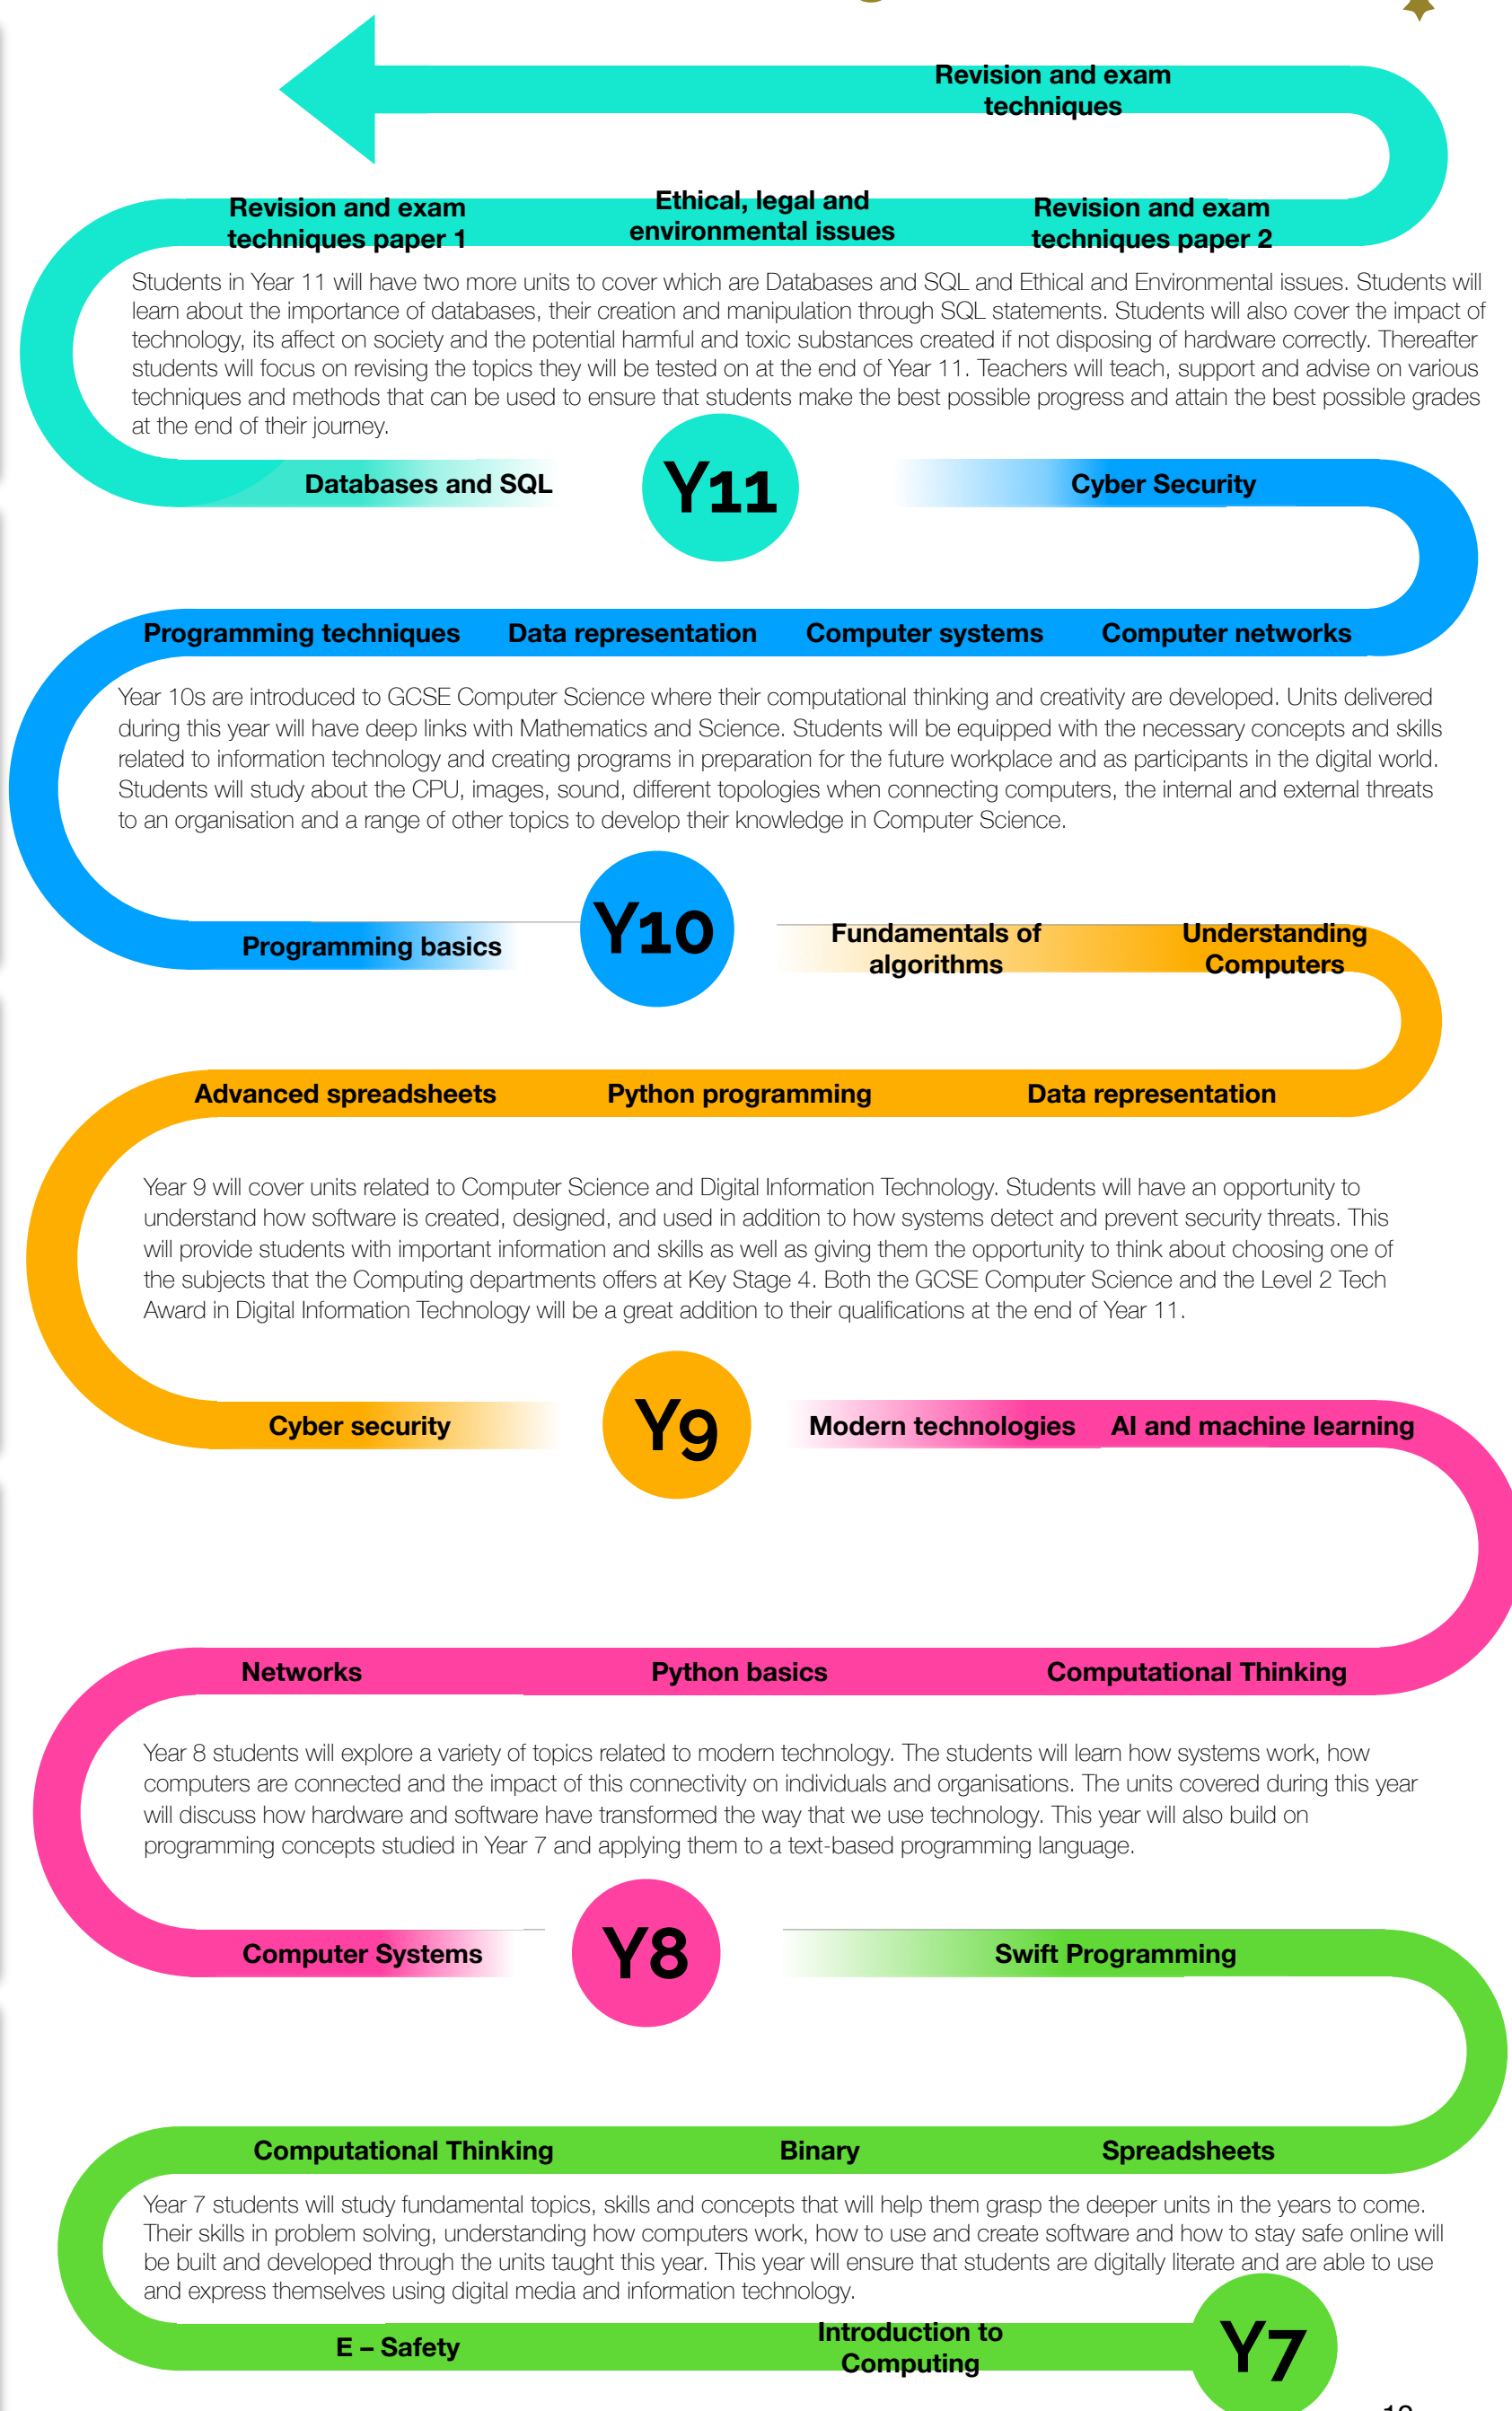 Revision and exam
techniques
Revision and exam
techniques paper 1
Ethical, legal and
environmental issues
Revision and exam
techniques paper 2
Students in Year 11 will have two more units to cover which are Databases and SQL and Ethical and Environmental issues. Students will
learn about the importance of databases, their creation and manipulation through SQL statements. Students will also cover the impact of
technology, its affect on society and the potential harmful and toxic substances created if not disposing of hardware correctly. Thereafter
students will focus on revising the topics they will be tested on at the end of Year 11. Teachers will teach, support and advise on various
techniques and methods that can be used to ensure that students make the best possible progress and attain the best possible grades
at the end of their journey.
Databases and SQL
Y11
Cyber Security
Programming techniques
Data representation
Computer systems
Computer networks
Year 10s are introduced to GCSE Computer Science where their computational thinking and creativity are developed. Units delivered
during this year will have deep links with Mathematics and Science. Students will be equipped with the necessary concepts and skills
related to information technology and creating programs in preparation for the future workplace and as participants in the digital world.
Students will study about the CPU, images, sound, different topologies when connecting computers, the internal and external threats
to an organisation and a range of other topics to develop their knowledge in Computer Science.
Programming basics
Y10
Fundamentals of
algorithms
Understanding
Computers
Advanced spreadsheets
Python programming
Data representation
Year 9 will cover units related to Computer Science and Digital Information Technology. Students will have an opportunity to
understand how software is created, designed, and used in addition to how systems detect and prevent security threats. This
will provide students with important information and skills as well as giving them the opportunity to think about choosing one of
the subjects that the Computing departments offers at Key Stage 4. Both the GCSE Computer Science and the Level 2 Tech
Award in Digital Information Technology will be a great addition to their qualifications at the end of Year 11.
Cyber security
Y9
Modern technologies
AI and machine learning
Networks
Python basics
Computational Thinking
Year 8 students will explore a variety of topics related to modern technology. The students will learn how systems work, how
computers are connected and the impact of this connectivity on individuals and organisations. The units covered during this year
will discuss how hardware and software have transformed the way that we use technology. This year will also build on
programming concepts studied in Year 7 and applying them to a text-based programming language.
Computer Systems
Y8
Swift Programming
Computational Thinking
Binary
Spreadsheets
Year 7 students will study fundamental topics, skills and concepts that will help them grasp the deeper units in the years to come.
Their skills in problem solving, understanding how computers work, how to use and create software and how to stay safe online will
be built and developed through the units taught this year. This year will ensure that students are digitally literate and are able to use
and express themselves using digital media and information technology.
E – Safety
Introduction to
Computing
Y7